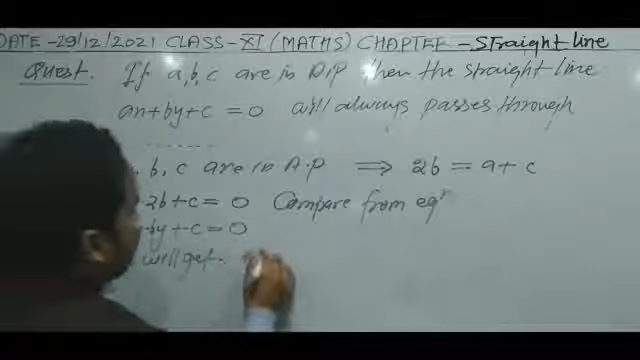 DATE - 29/12/2021 CLASS - XI (MATHS) CHAPTER - STraight line
Quest. If a, b, c are in A.P then the straight line
ax + by + c = 0 will always passes through
.......
b, c are in A.P ⟹ 2b = a + c
2b + c = 0 Compare from eqn
by + c = 0
will get.